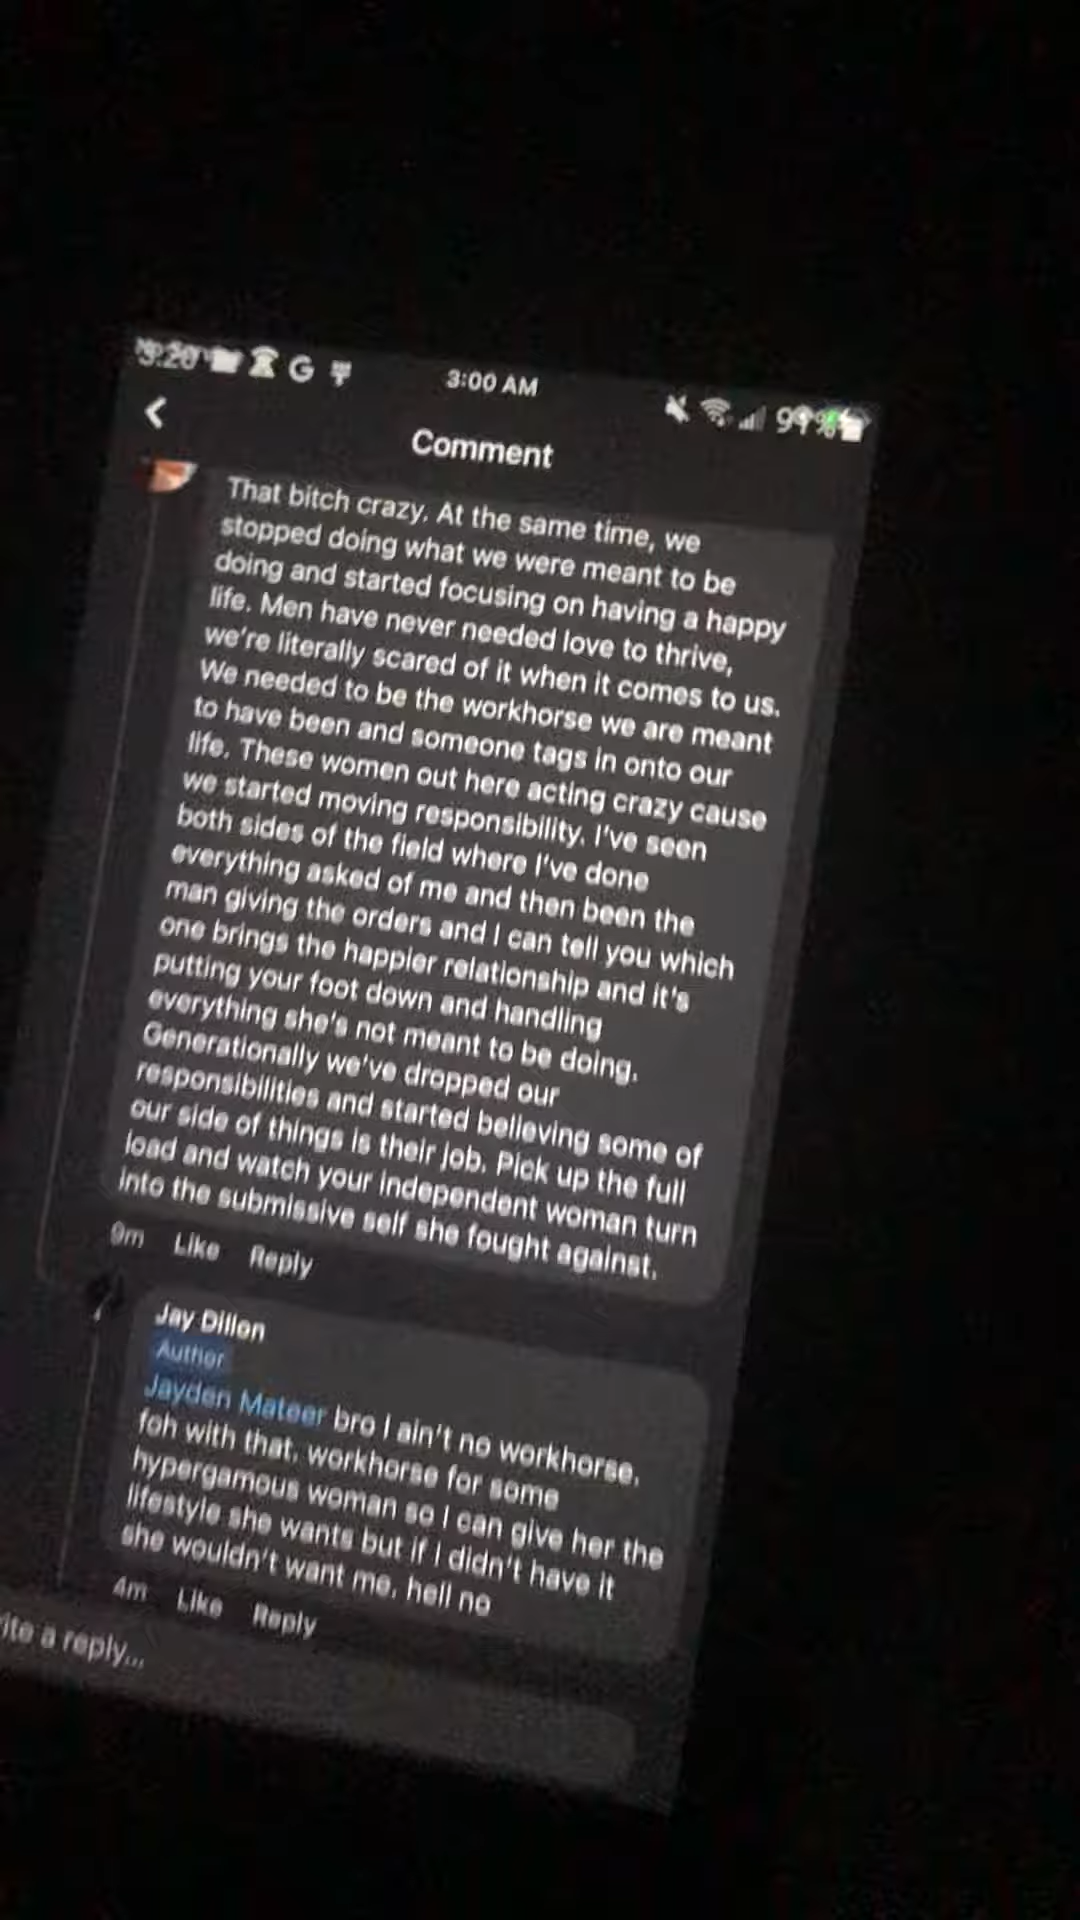 3:00 AM
Comment
That bitch crazy. At the same time, we
stopped doing what we were meant to be
doing and started focusing on having a happy
life. Men have never needed love to thrive,
we're literally scared of it when it comes to us.
We needed to be the workhorse we are meant
to have been and someone tags in onto our
life. These women out here acting crazy cause
we started moving responsibility. I've seen
both sides of the field where I've done
everything asked of me and then been the
man giving the orders and I can tell you which
one brings the happier relationship and it's
putting your foot down and handling
everything she's not meant to be doing.
Generationally we've dropped our
responsibilities and started believing some of
our side of things is their job. Pick up the full
load and watch your independent woman turn
into the submissive self she fought against.
9m Like Reply
Jay Dillon
Author
Jayden Mateer bro I ain't no workhorse,
foh with that, workhorse for some
hypergamous woman so I can give her the
lifestyle she wants but if I didn't have it
she wouldn't want me, hell no
4m Like Reply
ite a reply...